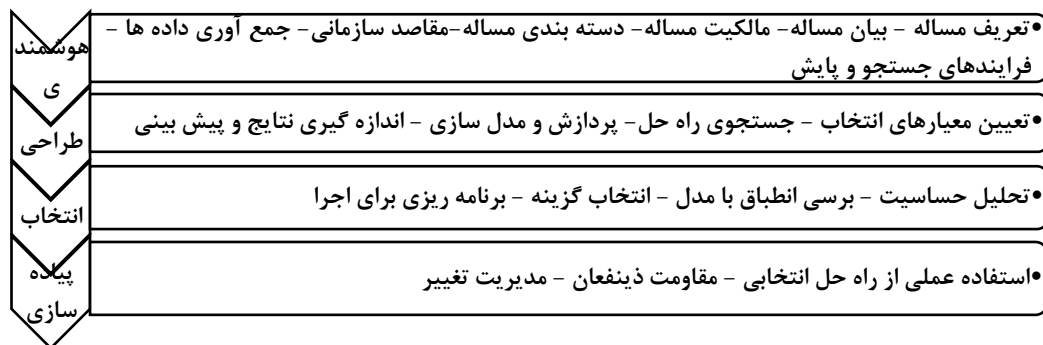 هوشمند
ی
•تعریف مساله - بیان مساله- مالکیت مساله- دسته بندی مساله-مقاصد سازمانی- جمع آوری داده ها -
فرایندهای جستجو و پایش
طراحی
•تعیین معیارهای انتخاب - جستجوی راه حل- پردازش و مدل سازی - اندازه گیری نتایج و پیش بینی
انتخاب
•تحلیل حساسیت - برسی انطباق با مدل - انتخاب گزینه - برنامه ریزی برای اجرا
پیاده
سازی
•استفاده عملی از راه حل انتخابی - مقاومت ذینفعان - مدیریت تغییر